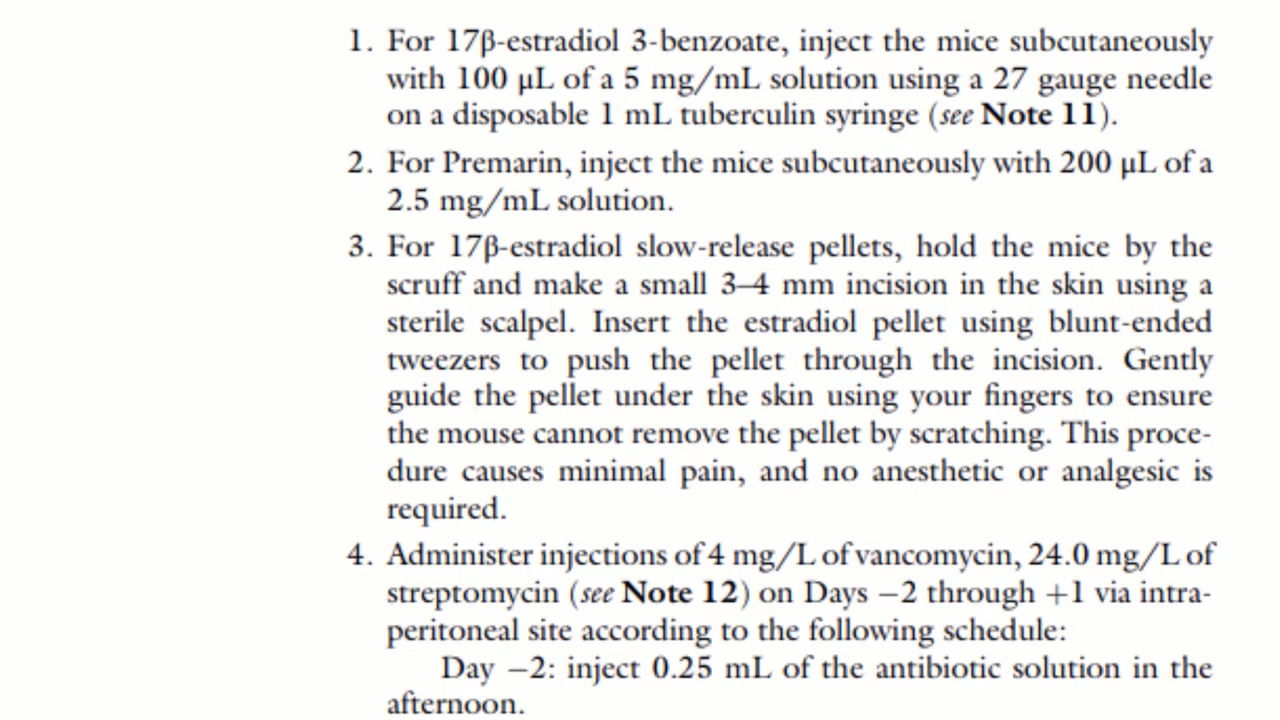 1. For 17β-estradiol 3-benzoate, inject the mice subcutaneously
with 100 μL of a 5 mg/mL solution using a 27 gauge needle
on a disposable 1 mL tuberculin syringe (see Note 11).
2. For Premarin, inject the mice subcutaneously with 200 μL of a
2.5 mg/mL solution.
3. For 17β-estradiol slow-release pellets, hold the mice by the
scruff and make a small 3–4 mm incision in the skin using a
sterile scalpel. Insert the estradiol pellet using blunt-ended
tweezers to push the pellet through the incision. Gently
guide the pellet under the skin using your fingers to ensure
the mouse cannot remove the pellet by scratching. This proce-
dure causes minimal pain, and no anesthetic or analgesic is
required.
4. Administer injections of 4 mg/L of vancomycin, 24.0 mg/L of
streptomycin (see Note 12) on Days −2 through +1 via intra-
peritoneal site according to the following schedule:
Day −2: inject 0.25 mL of the antibiotic solution in the
afternoon.